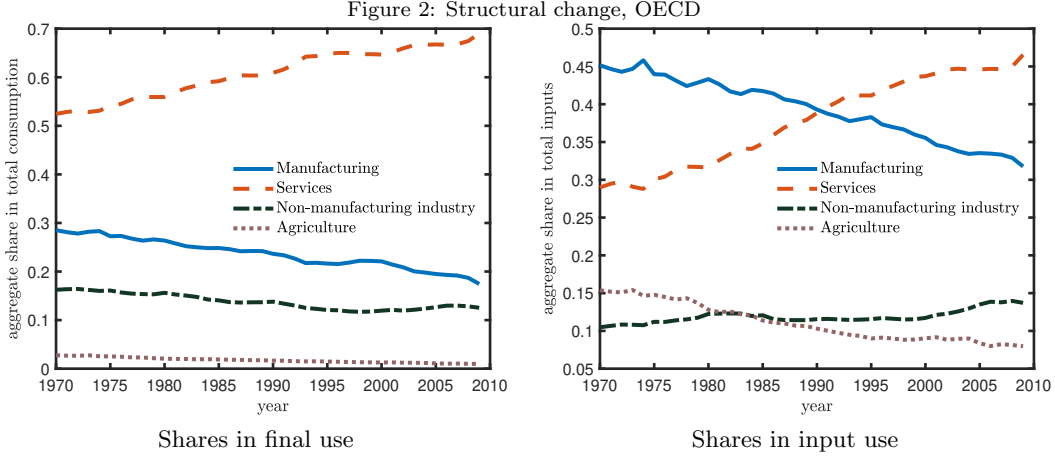 Figure 2: Structural change, OECD
aggregate share in total consumption
0.7
0.6
0.5
0.4
0.3
0.2
0.1
0
Manufacturing
Services
Non-manufacturing industry
Agriculture
1970 1975 1980 1985 1990 1995 2000 2005 2010
year
Shares in final use
aggregate share in total inputs
0.5
0.45
0.4
0.35
0.3
0.25
0.2
0.15
0.1
0.05
Manufacturing
Services
Non-manufacturing industry
Agriculture
1970 1975 1980 1985 1990 1995 2000 2005 2010
year
Shares in input use